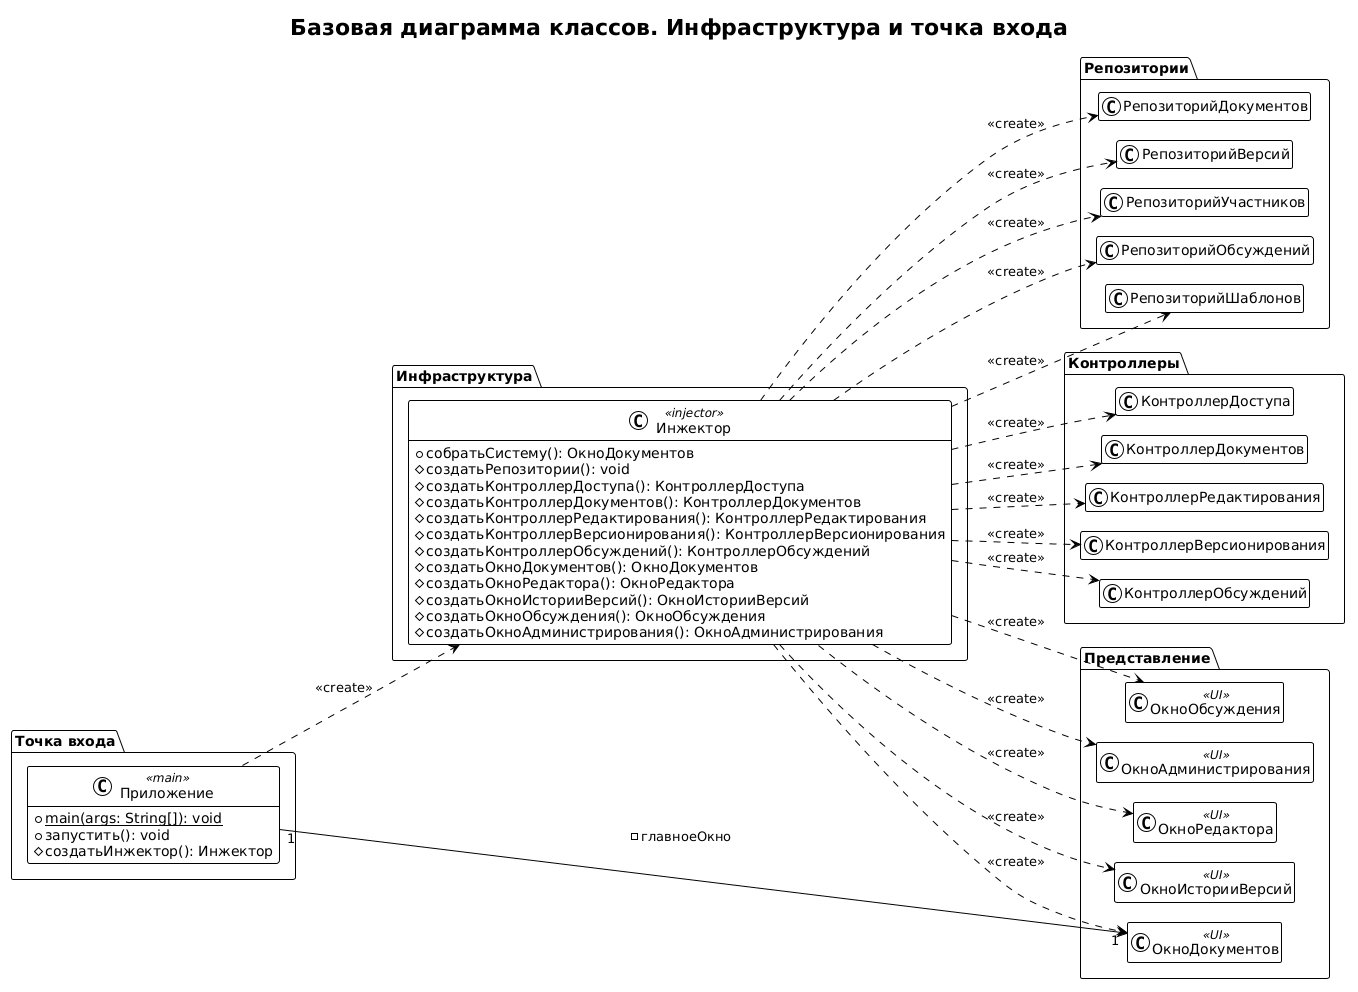 Базовая диаграмма классов. Инфраструктура и точка входа
Репозитории
C РепозиторийДокументов
C РепозиторийВерсий
C РепозиторийУчастников
C РепозиторийОбсуждений
C РепозиторийШаблонов
«create»
«create»
«create»
«create»
«create»
Контроллеры
C КонтроллерДоступа
C КонтроллерДокументов
C КонтроллерРедактирования
C КонтроллерВерсионирования
C КонтроллерОбсуждений
«create»
«create»
«create»
«create»
«create»
Инфраструктура
«injector»
C Инжектор
собратьСистему(): ОкноДокументов
создатьРепозитории(): void
создатьКонтроллерДоступа(): КонтроллерДоступа
создатьКонтроллерДокументов(): КонтроллерДокументов
создатьКонтроллерРедактирования(): КонтроллерРедактирования
создатьКонтроллерВерсионирования(): КонтроллерВерсионирования
создатьКонтроллерОбсуждений(): КонтроллерОбсуждений
создатьОкноДокументов(): ОкноДокументов
создатьОкноРедактора(): ОкноРедактора
создатьОкноИсторииВерсий(): ОкноИсторииВерсий
создатьОкноОбсуждения(): ОкноОбсуждения
создатьОкноАдминистрирования(): ОкноАдминистрирования
«create»
«create»
«create»
«create»
«create»
Представление
«UI»
C ОкноОбсуждения
«UI»
C ОкноАдминистрирования
«UI»
C ОкноРедактора
«UI»
C ОкноИсторииВерсий
«UI»
C ОкноДокументов
«create»
Точка входа
«main»
C Приложение
main(args: String[]): void
запустить(): void
создатьИнжектор(): Инжектор
1
главноеОкно
1